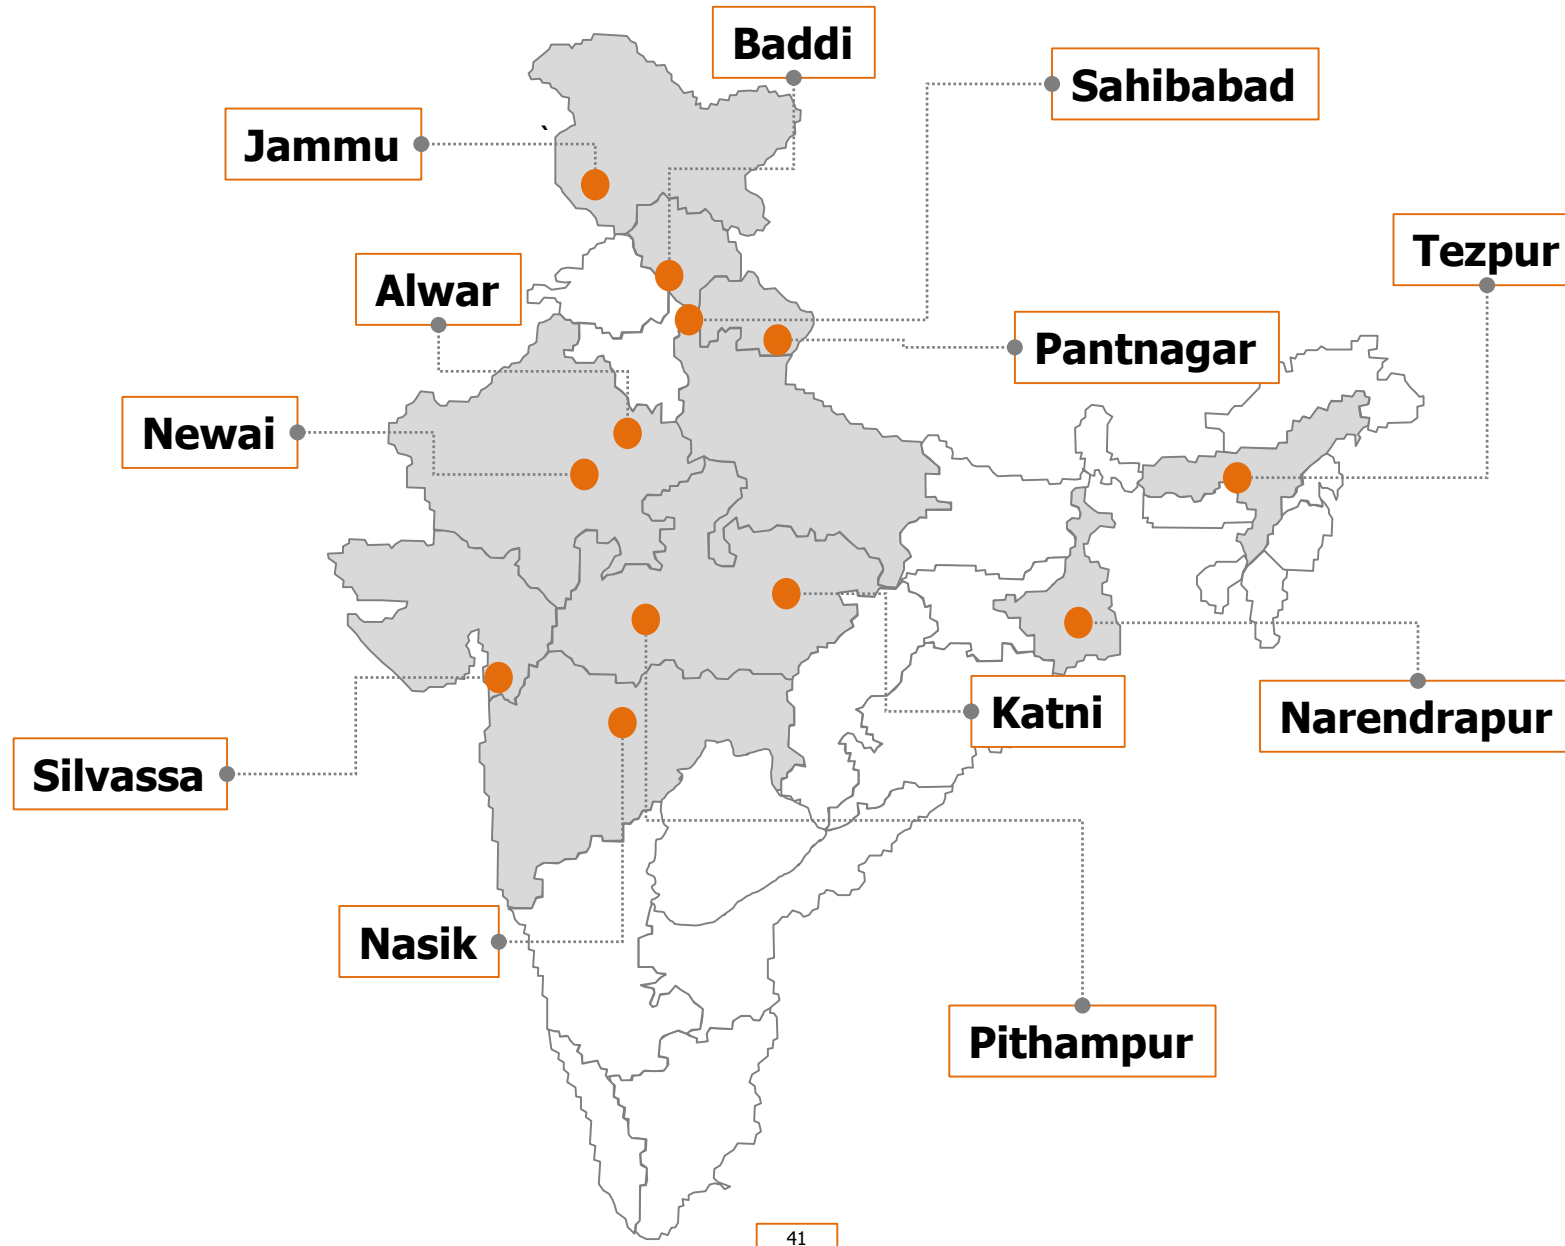 Baddi
Sahibabad
Jammu
`
Tezpur
Alwar
Pantnagar
Newai
Katni
Narendrapur
Silvassa
Nasik
Pithampur
41